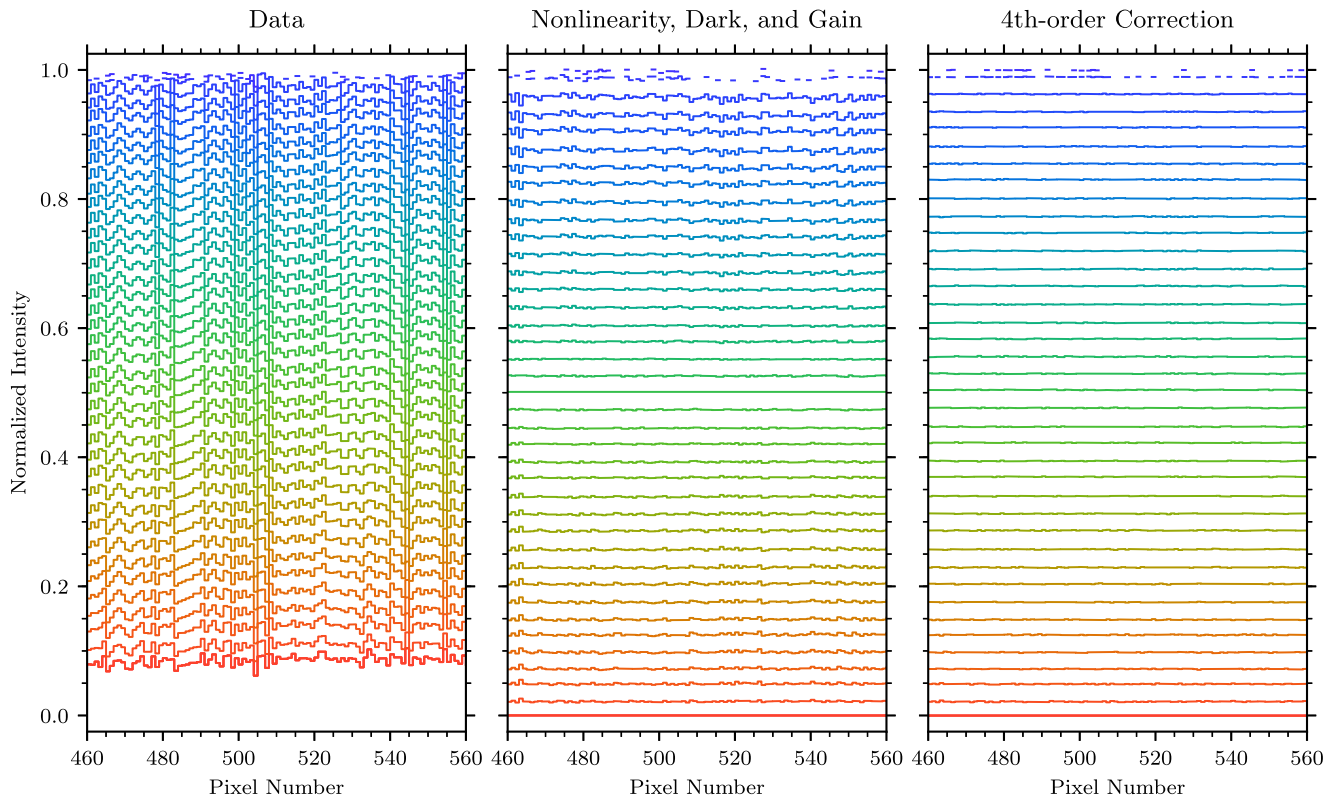 Data
Nonlinearity, Dark, and Gain
4th-order Correction
Normalized Intensity
1.0
0.8
0.6
0.4
0.2
0.0
460 480 500 520 540 560
460 480 500 520 540 560
460 480 500 520 540 560
Pixel Number
Pixel Number
Pixel Number